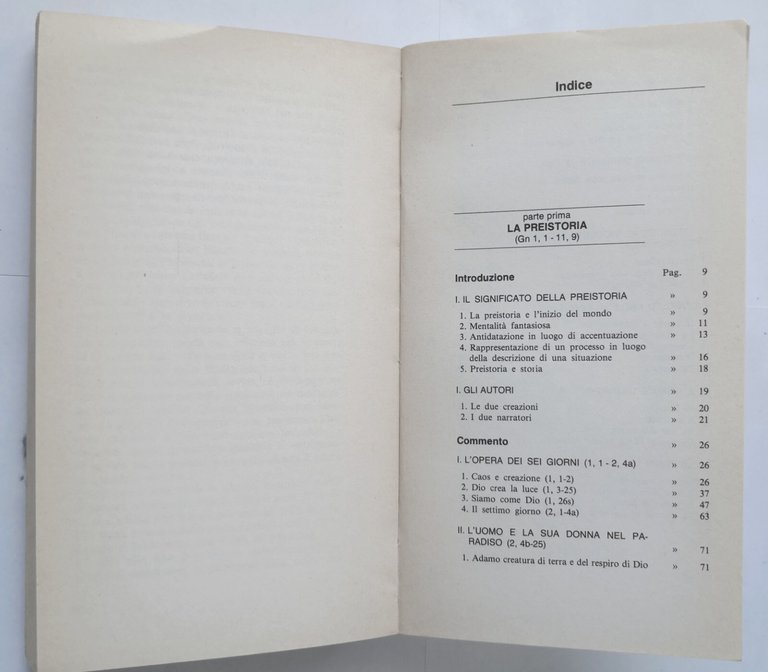 Indice
parte prima
LA PREISTORIA
(Gn 1, 1 - 11, 9)
Introduzione Pag. 9
I. IL SIGNIFICATO DELLA PREISTORIA » 9
1. La preistoria e l'inizio del mondo » 9
2. Mentalità fantasiosa » 11
3. Antidatazione in luogo di accentuazione » 13
4. Rappresentazione di un processo in luogo
della descrizione di una situazione » 16
5. Preistoria e storia » 18
I. GLI AUTORI » 19
1. Le due creazioni » 20
2. I due narratori » 21
Commento » 26
I. L'OPERA DEI SEI GIORNI (1, 1 - 2, 4a) » 26
1. Caos e creazione (1, 1-2) » 26
2. Dio crea la luce (1, 3-25) » 37
3. Siamo come Dio (1, 26s) » 47
4. Il settimo giorno (2, 1-4a) » 63
II. L'UOMO E LA SUA DONNA NEL PA-
RADISO (2, 4b-25) » 71
1. Adamo creatura di terra e del respiro di Dio » 71